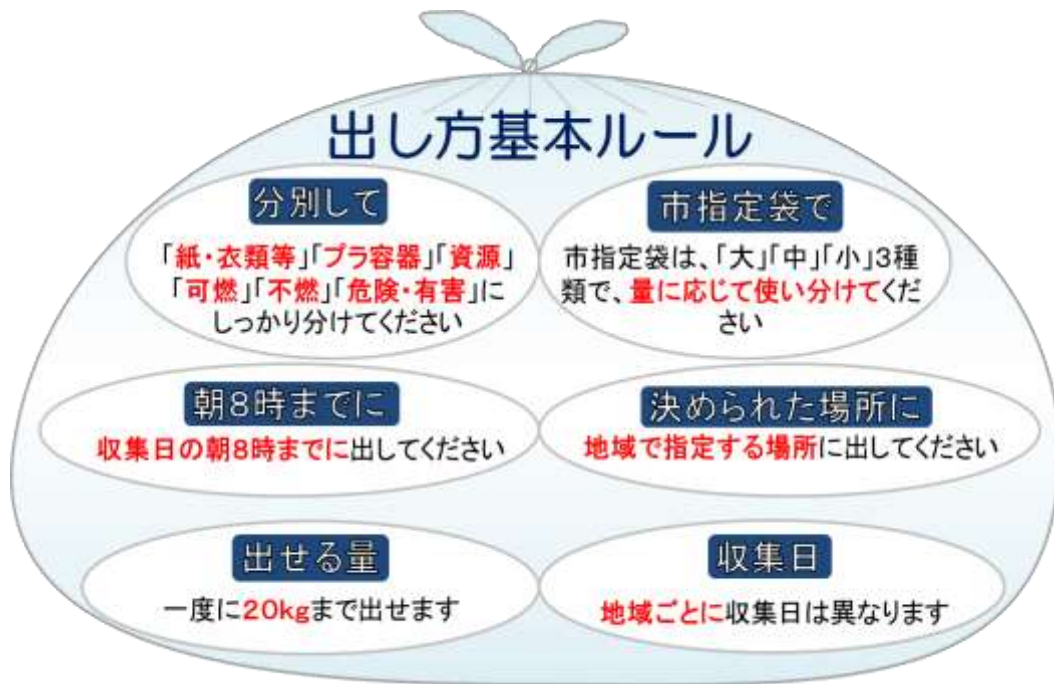 出し方基本ルール
分別して
「紙・衣類等」「プラ容器」「資源」
「可燃」「不燃」「危険・有害」に
しっかり分けてください
市指定袋で
市指定袋は、「大」「中」「小」3種
類で、量に応じて使い分けてくだ
さい
朝8時までに
収集日の朝8時までに出してください
決められた場所に
地域で指定する場所に出してください
出せる量
一度に20kgまで出せます
収集日
地域ごとに収集日は異なります